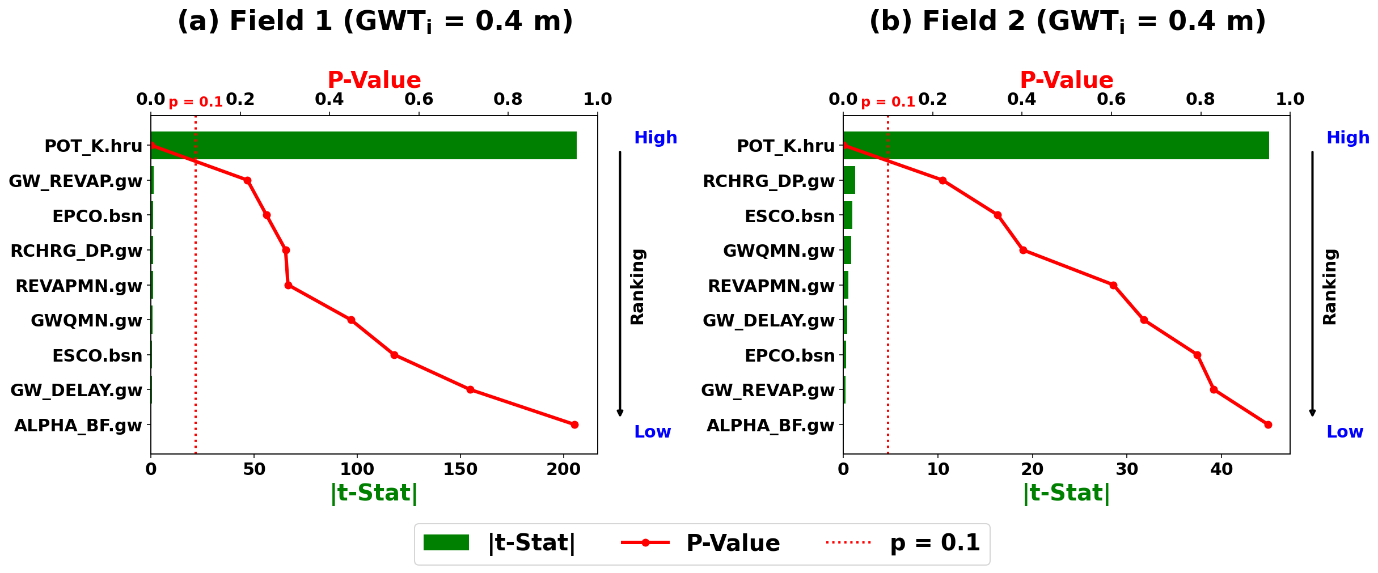 (a) Field 1 (GWTi = 0.4 m)
P-Value
0.0 p = 0.1 0.2 0.4 0.6 0.8 1.0
POT_K.hru
GW_REVAP.gw
EPCO.bsn
RCHRG_DP.gw
REVAPMN.gw
GWQMN.gw
ESCO.bsn
GW_DELAY.gw
ALPHA_BF.gw
High
Ranking
Low
0 50 100 150 200
|t-Stat|
(b) Field 2 (GWTi = 0.4 m)
P-Value
0.0 p = 0.1 0.2 0.4 0.6 0.8 1.0
POT_K.hru
RCHRG_DP.gw
ESCO.bsn
GWQMN.gw
REVAPMN.gw
GW_DELAY.gw
EPCO.bsn
GW_REVAP.gw
ALPHA_BF.gw
High
Ranking
Low
0 10 20 30 40
|t-Stat|
|t-Stat| P-Value p = 0.1